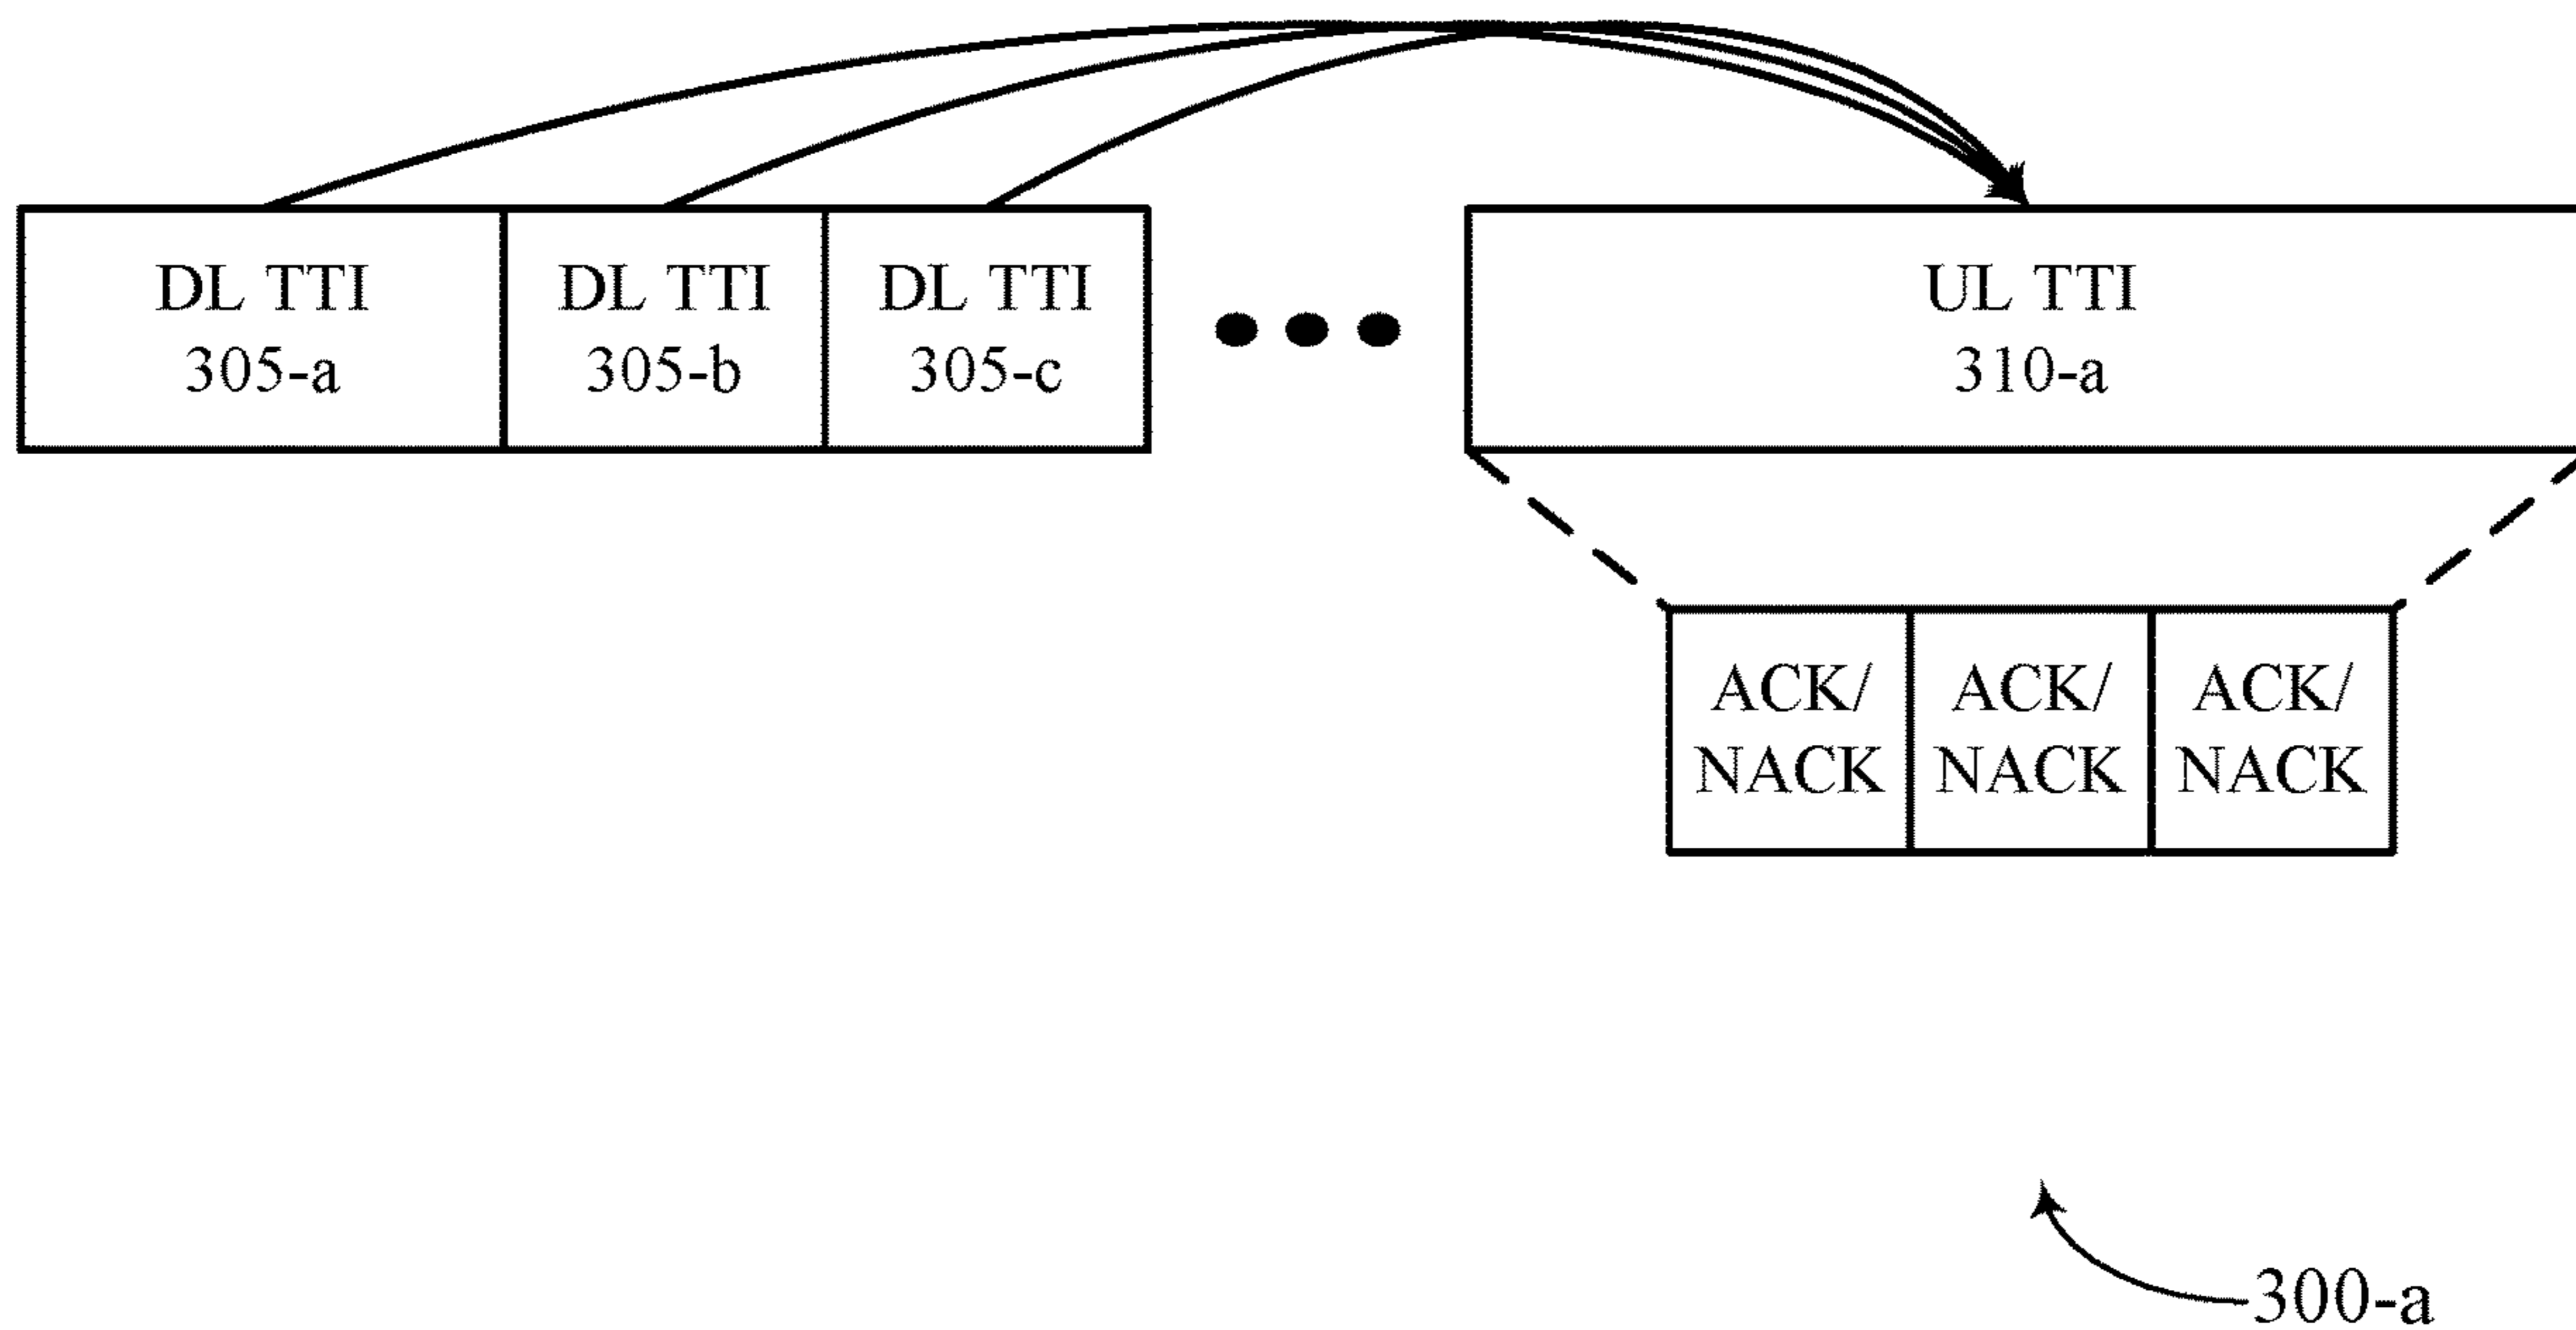 DL TTI
305-a
DL TTI
305-b
DL TTI
305-c
UL TTI
310-a
ACK/
NACK
ACK/
NACK
ACK/
NACK
300-a